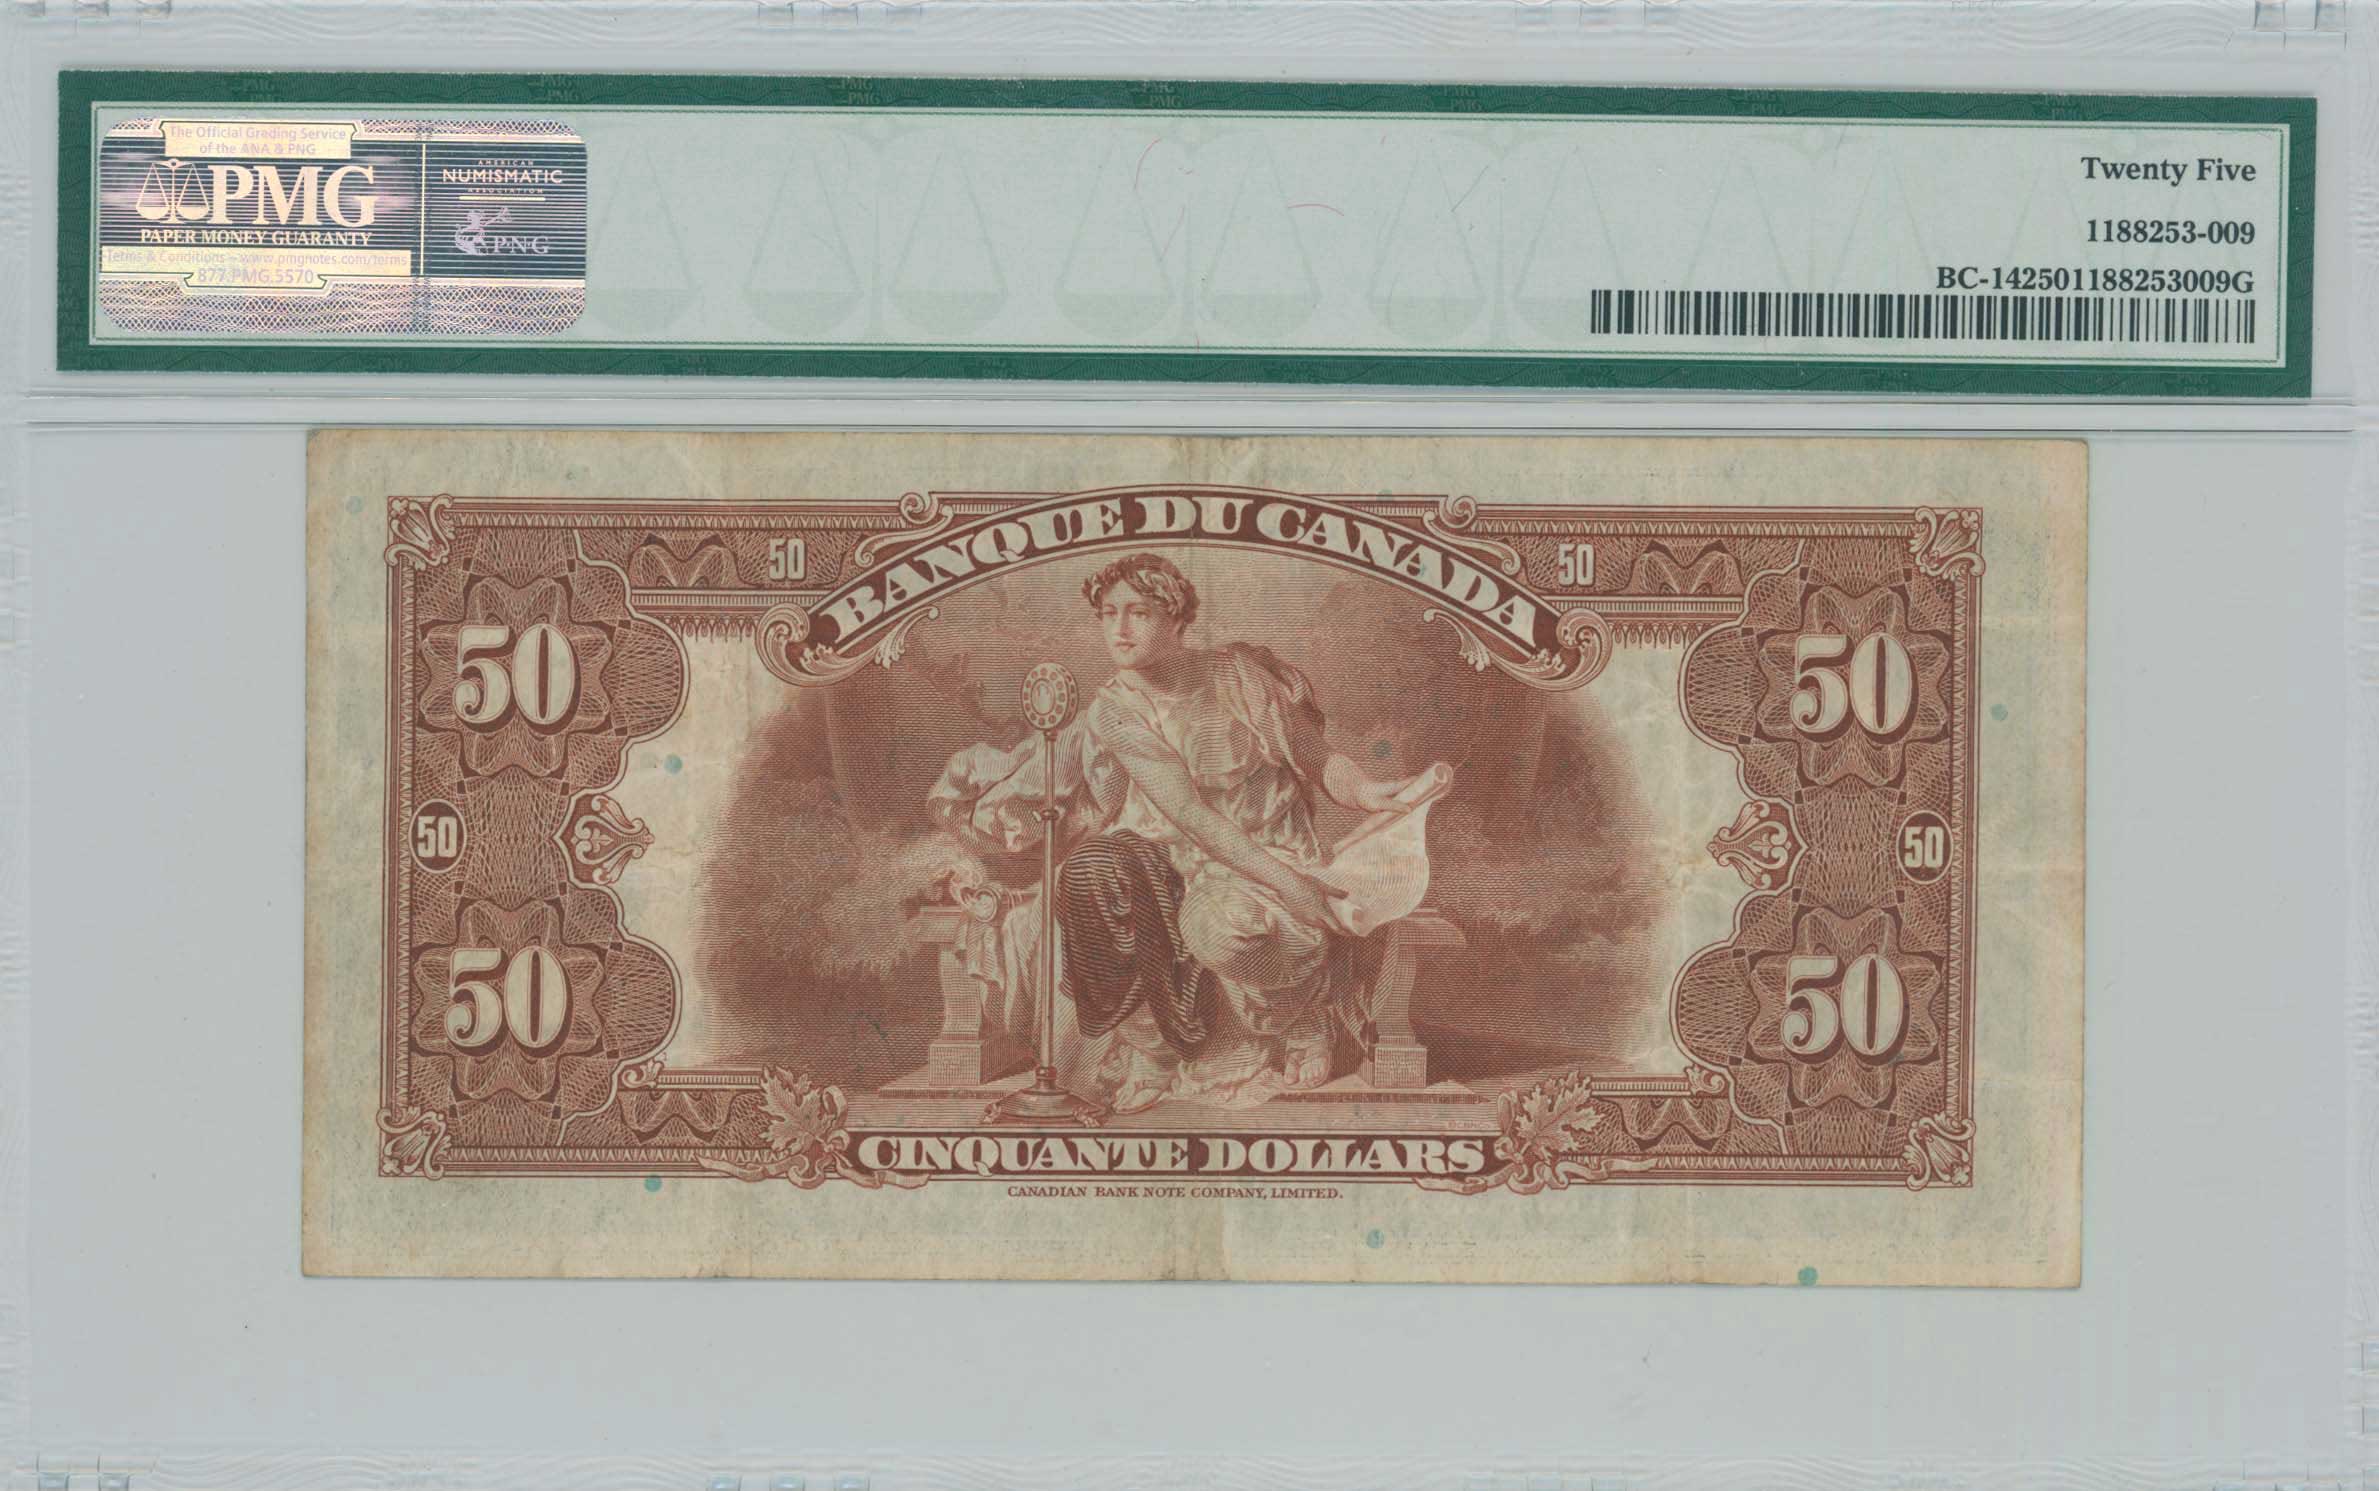 The Official Grading Service
of the ANA & PNG
PMG
PAPER MONEY GUARANTY
Terms & Conditions – www.pmgnotes.com/terms
877.PMG.5570
AMERICAN
NUMISMATIC
ASSOCIATION
PNG
Twenty Five
1188253-009
BC-142501188253009G
BANQUE DU CANADA
50
50
50
50
50
50
50
50
CINQUANTE DOLLARS
CANADIAN BANK NOTE COMPANY, LIMITED.